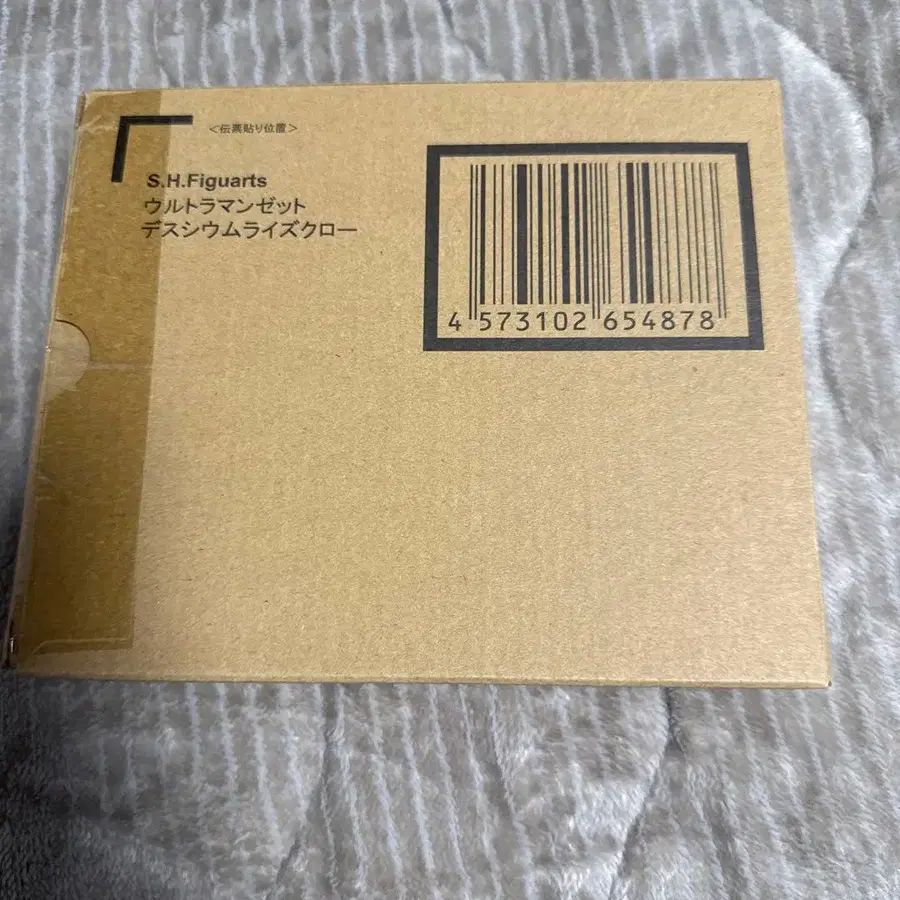 ＜伝票貼り位置＞
S.H.Figuarts
ウルトラマンゼット
デスシウムライズクロー
4 573102 654878